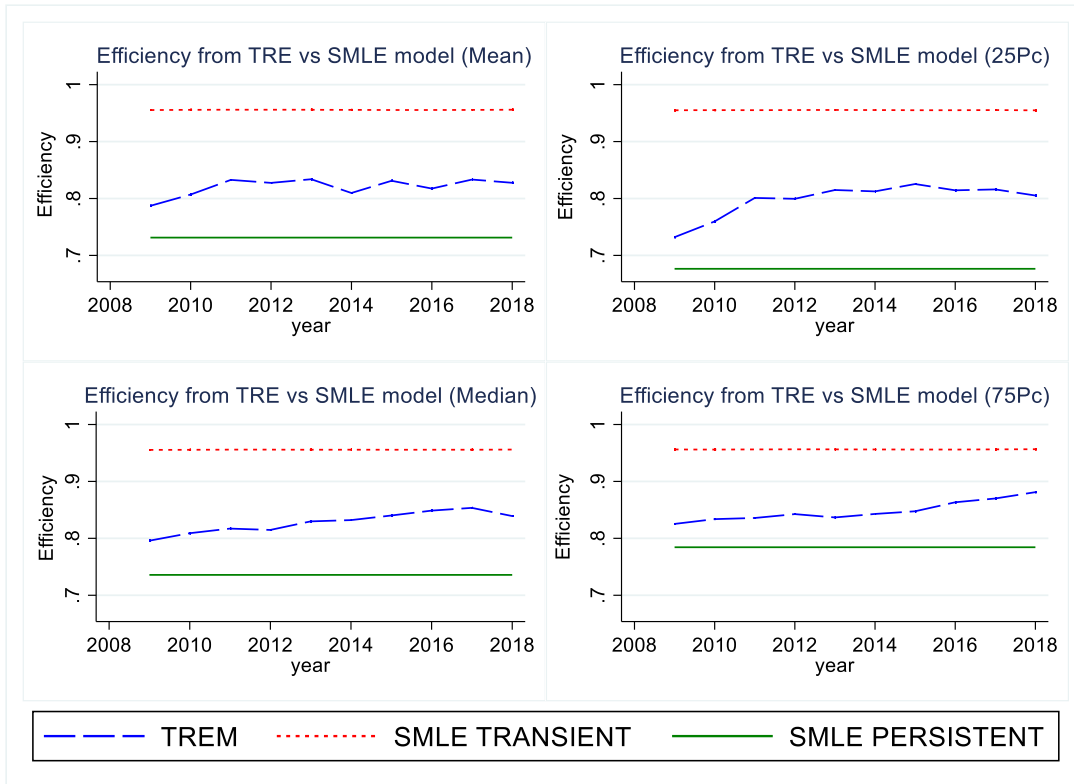 Efficiency from TRE vs SMLE model (Mean)
Efficiency
1
.9
.8
.7
2008 2010 2012 2014 2016 2018
year
Efficiency from TRE vs SMLE model (25Pc)
Efficiency
1
.9
.8
.7
2008 2010 2012 2014 2016 2018
year
Efficiency from TRE vs SMLE model (Median)
Efficiency
1
.9
.8
.7
2008 2010 2012 2014 2016 2018
year
Efficiency from TRE vs SMLE model (75Pc)
Efficiency
1
.9
.8
.7
2008 2010 2012 2014 2016 2018
year
TREM SMLE TRANSIENT SMLE PERSISTENT